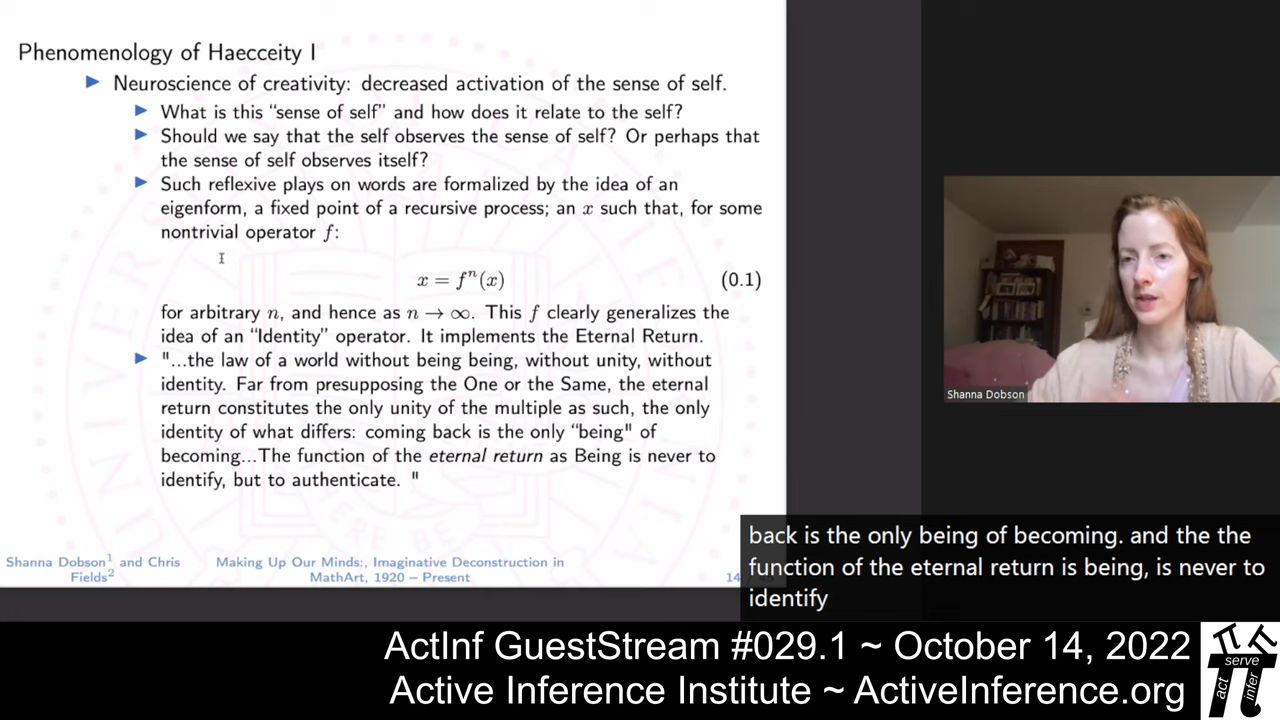 Phenomenology of Haecceity I
Neuroscience of creativity: decreased activation of the sense of self.
What is this "sense of self" and how does it relate to the self?
Should we say that the self observes the sense of self? Or perhaps that
the sense of self observes itself?
Such reflexive plays on words are formalized by the idea of an
eigenform, a fixed point of a recursive process; an x such that, for some
nontrivial operator f:
x = fⁿ(x) (0.1)
for arbitrary n, and hence as n → ∞. This f clearly generalizes the
idea of an "Identity" operator. It implements the Eternal Return.
"...the law of a world without being being, without unity, without
identity. Far from presupposing the One or the Same, the eternal
return constitutes the only unity of the multiple as such, the only
identity of what differs: coming back is the only "being" of
becoming...The function of the eternal return as Being is never to
identify, but to authenticate. "
Shanna Dobson¹ and Chris
Fields²
Making Up Our Minds:, Imaginative Deconstruction in
MathArt, 1920 – Present
14
Shanna Dobson
back is the only being of becoming. and the the
function of the eternal return is being, is never to
identify
ActInf GuestStream #029.1 ~ October 14, 2022
Active Inference Institute ~ ActiveInference.org
serve
act
infer